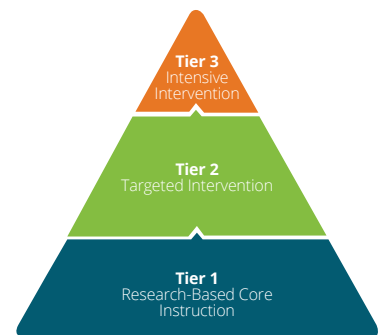 Tier 3
Intensive
Intervention
Tier 2
Targeted Intervention
Tier 1
Research-Based Core
Instruction